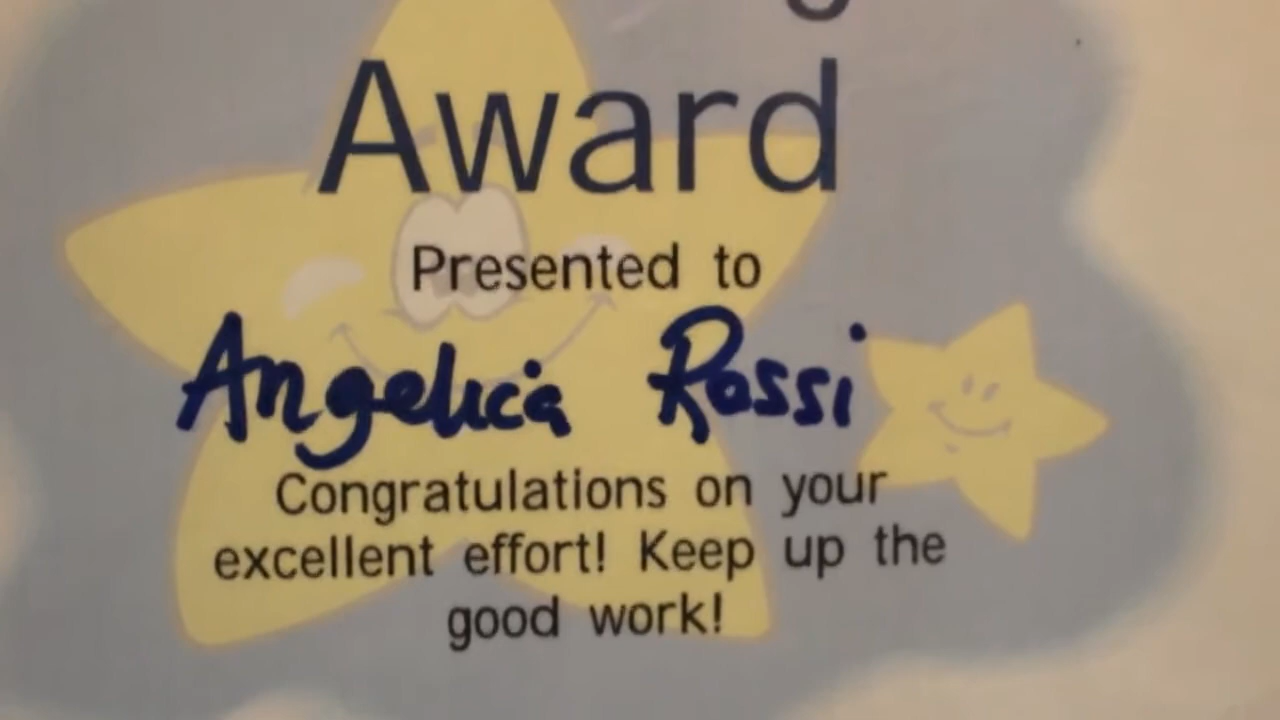 Award
Presented to
Angelica Rossi
Congratulations on your
excellent effort! Keep up the
good work!